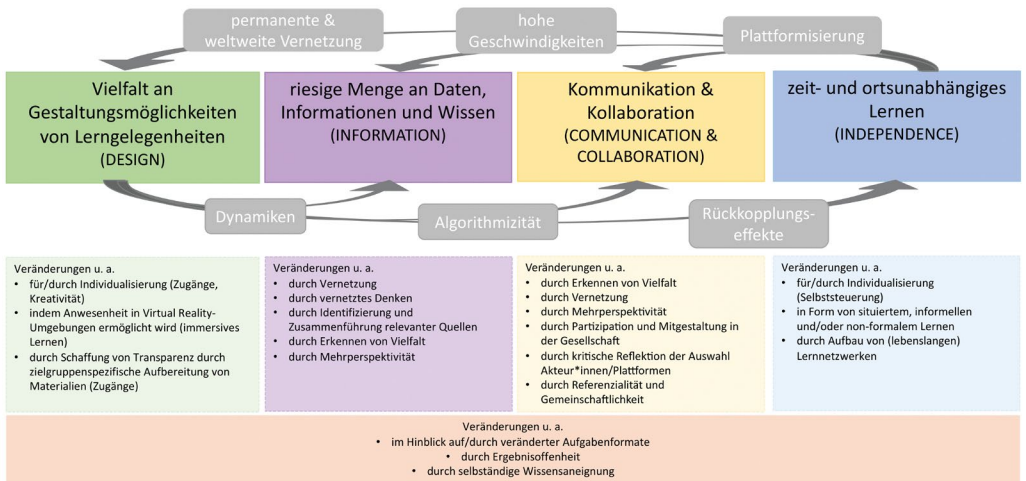 permanente &
weltweite Vernetzung
hohe
Geschwindigkeiten
Plattformisierung
Vielfalt an
Gestaltungsmöglichkeiten
von Lerngelegenheiten
(DESIGN)
riesige Menge an Daten,
Informationen und Wissen
(INFORMATION)
Kommunikation &
Kollaboration
(COMMUNICATION &
COLLABORATION)
zeit- und ortsunabhängiges
Lernen
(INDEPENDENCE)
Dynamiken
Algorithmizität
Rückkopplungs-
effekte
Veränderungen u. a.
• für/durch Individualisierung (Zugänge,
Kreativität)
• indem Anwesenheit in Virtual Reality-
Umgebungen ermöglicht wird (immersives
Lernen)
• durch Schaffung von Transparenz durch
zielgruppenspezifische Aufbereitung von
Materialien (Zugänge)
Veränderungen u. a.
• durch Vernetzung
• durch vernetztes Denken
• durch Identifizierung und
Zusammenführung relevanter Quellen
• durch Erkennen von Vielfalt
• durch Mehrperspektivität
Veränderungen u. a.
• durch Erkennen von Vielfalt
• durch Vernetzung
• durch Mehrperspektivität
• durch Partizipation und Mitgestaltung in
der Gesellschaft
• durch kritische Reflektion der Auswahl
Akteur*innen/Plattformen
• durch Referenzialität und
Gemeinschaftlichkeit
Veränderungen u. a.
• für/durch Individualisierung
(Selbststeuerung)
• in Form von situiertem, informellen
und/oder non-formalem Lernen
• durch Aufbau von (lebenslangen)
Lernnetzwerken
Veränderungen u. a.
• im Hinblick auf/durch veränderter Aufgabenformate
• durch Ergebnisoffenheit
• durch selbständige Wissensaneignung